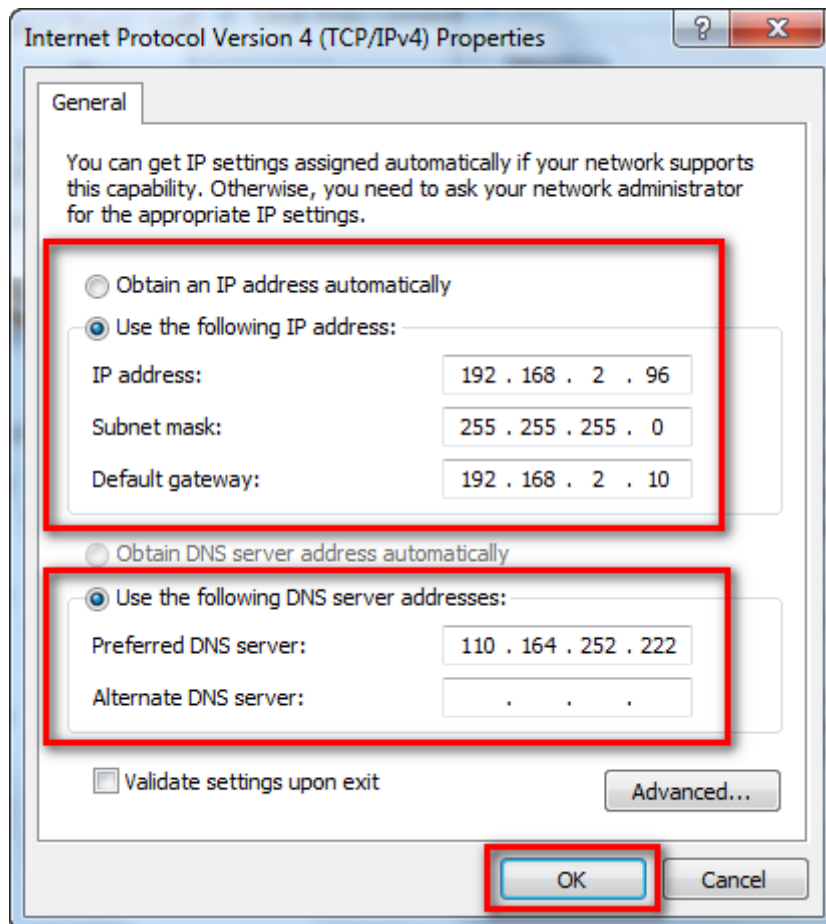 Internet Protocol Version 4 (TCP/IPv4) Properties
General
You can get IP settings assigned automatically if your network supports
this capability. Otherwise, you need to ask your network administrator
for the appropriate IP settings.
Obtain an IP address automatically
Use the following IP address:
IP address: 192 . 168 . 2 . 96
Subnet mask: 255 . 255 . 255 . 0
Default gateway: 192 . 168 . 2 . 10
Obtain DNS server address automatically
Use the following DNS server addresses:
Preferred DNS server: 110 . 164 . 252 . 222
Alternate DNS server: . . .
Validate settings upon exit
Advanced...
OK Cancel